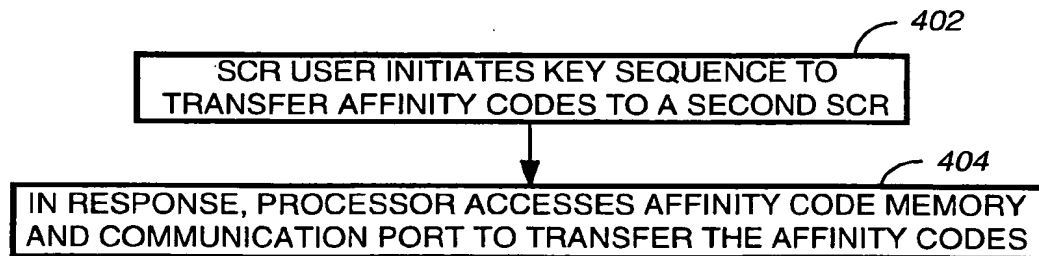 402
SCR USER INITIATES KEY SEQUENCE TO
TRANSFER AFFINITY CODES TO A SECOND SCR
404
IN RESPONSE, PROCESSOR ACCESSES AFFINITY CODE MEMORY
AND COMMUNICATION PORT TO TRANSFER THE AFFINITY CODES